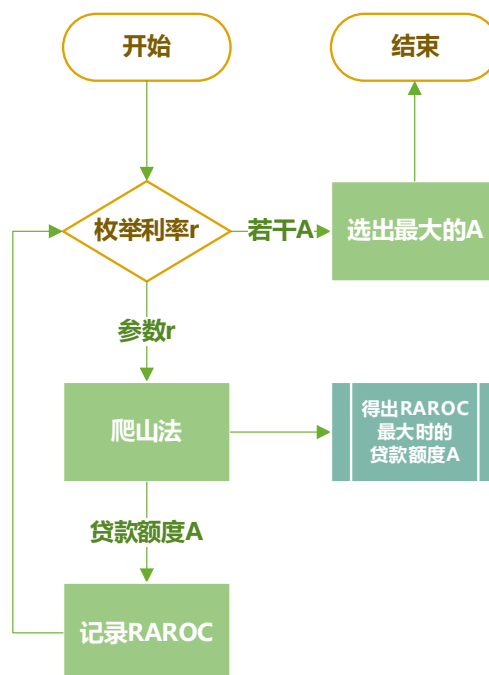 开始
结束
枚举利率r
若干A
选出最大的A
参数r
爬山法
得出RAROC
最大时的
贷款额度A
贷款额度A
记录RAROC